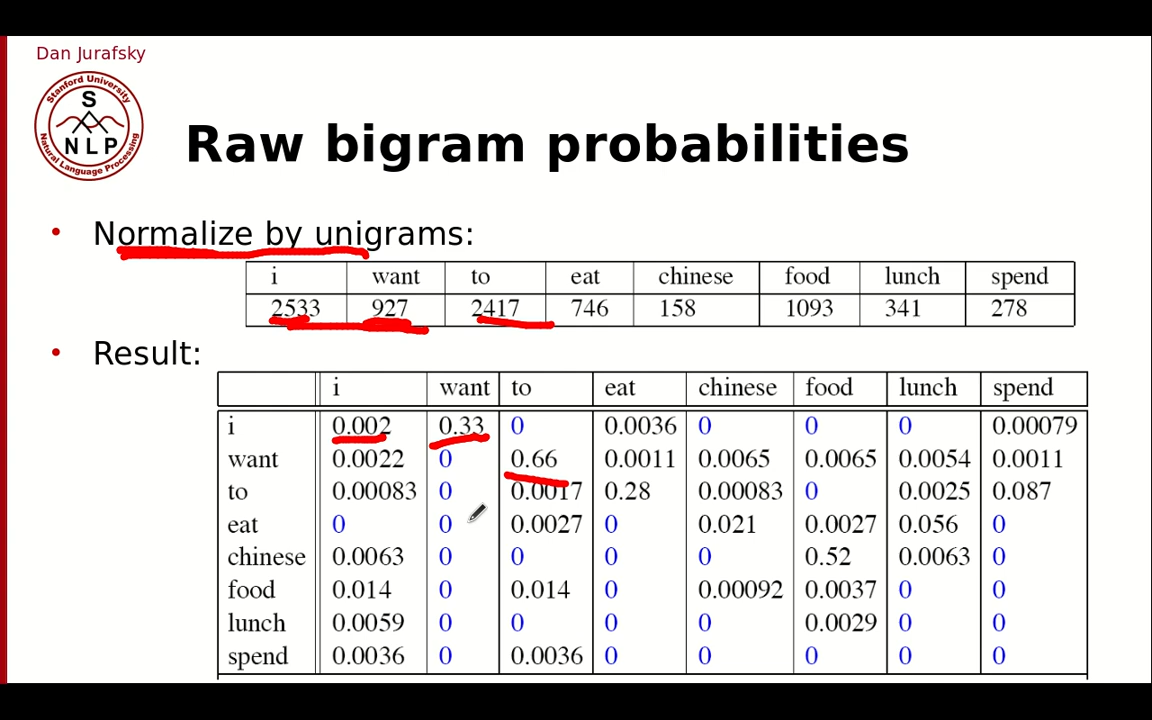 Dan Jurafsky
Stanford University
S
N L P
Natural Language Processing
Raw bigram probabilities
• Normalize by unigrams:
i want to eat chinese food lunch spend
2533 927 2417 746 158 1093 341 278
• Result:
i want to eat chinese food lunch spend
i 0.002 0.33 0 0.0036 0 0 0 0.00079
want 0.0022 0 0.66 0.0011 0.0065 0.0065 0.0054 0.0011
to 0.00083 0 0.0017 0.28 0.00083 0 0.0025 0.087
eat 0 0 0.0027 0 0.021 0.0027 0.056 0
chinese 0.0063 0 0 0 0 0.52 0.0063 0
food 0.014 0 0.014 0 0.00092 0.0037 0 0
lunch 0.0059 0 0 0 0 0.0029 0 0
spend 0.0036 0 0.0036 0 0 0 0 0